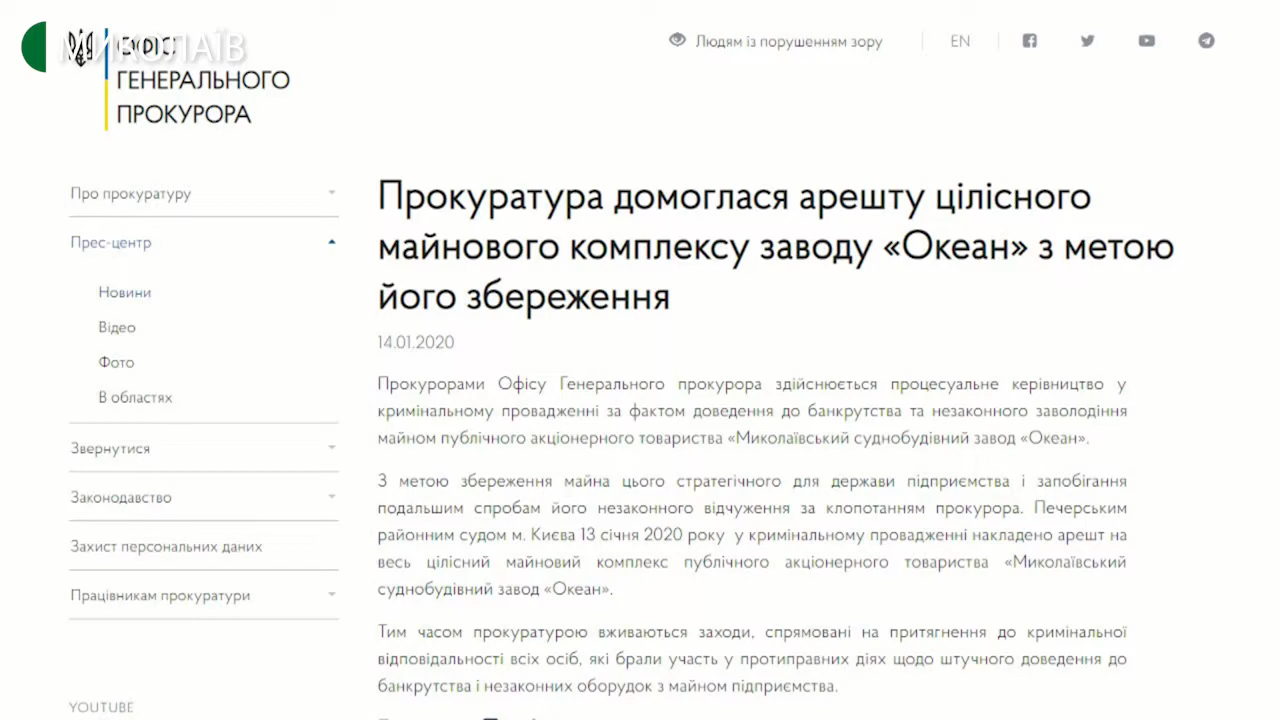 МИКОЛАЇВ
ОФІС
ГЕНЕРАЛЬНОГО
ПРОКУРОРА
Людям із порушенням зору
EN
Про прокуратуру
Прес-центр
Новини
Відео
Фото
В областях
Звернутися
Законодавство
Захист персональних даних
Працівникам прокуратури
YOUTUBE
Прокуратура домоглася арешту цілісного
майнового комплексу заводу «Океан» з метою
його збереження
14.01.2020
Прокурорами Офісу Генерального прокурора здійснюється процесуальне керівництво у
кримінальному провадженні за фактом доведення до банкрутства та незаконного заволодіння
майном публічного акціонерного товариства «Миколаївський суднобудівний завод «Океан».
З метою збереження майна цього стратегічного для держави підприємства і запобігання
подальшим спробам його незаконного відчуження за клопотанням прокурора. Печерським
районним судом м. Києва 13 січня 2020 року у кримінальному провадженні накладено арешт на
весь цілісний майновий комплекс публічного акціонерного товариства «Миколаївський
суднобудівний завод «Океан».
Тим часом прокуратурою вживаються заходи, спрямовані на притягнення до кримінальної
відповідальності всіх осіб, які брали участь у протиправних діях щодо штучного доведення до
банкрутства і незаконних оборудок з майном підприємства.